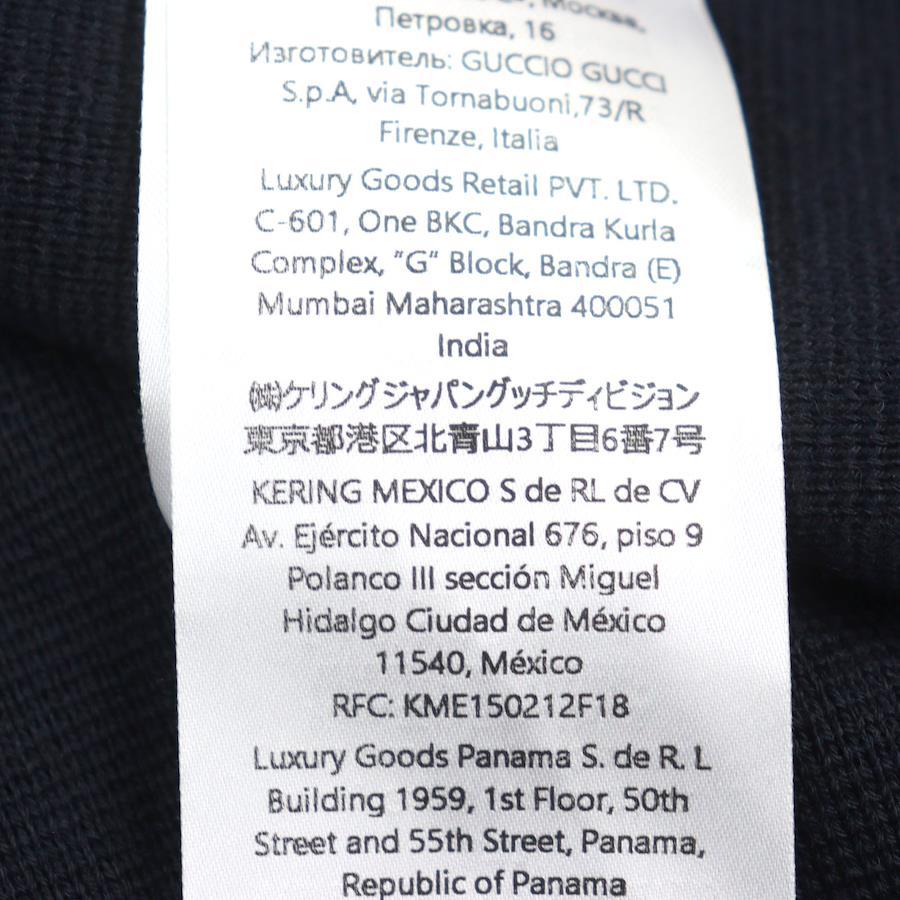 Москва,
Петровка, 16
Изготовитель: GUCCIO GUCCI
S.p.A, via Tornabuoni,73/R
Firenze, Italia
Luxury Goods Retail PVT. LTD.
C-601, One BKC, Bandra Kurla
Complex, "G" Block, Bandra (E)
Mumbai Maharashtra 400051
India
㈱ケリングジャパングッチディビジョン
東京都港区北青山3丁目6番7号
KERING MEXICO S de RL de CV
Av. Ejército Nacional 676, piso 9
Polanco III sección Miguel
Hidalgo Ciudad de México
11540, México
RFC: KME150212F18
Luxury Goods Panama S. de R. L
Building 1959, 1st Floor, 50th
Street and 55th Street, Panama,
Republic of Panama